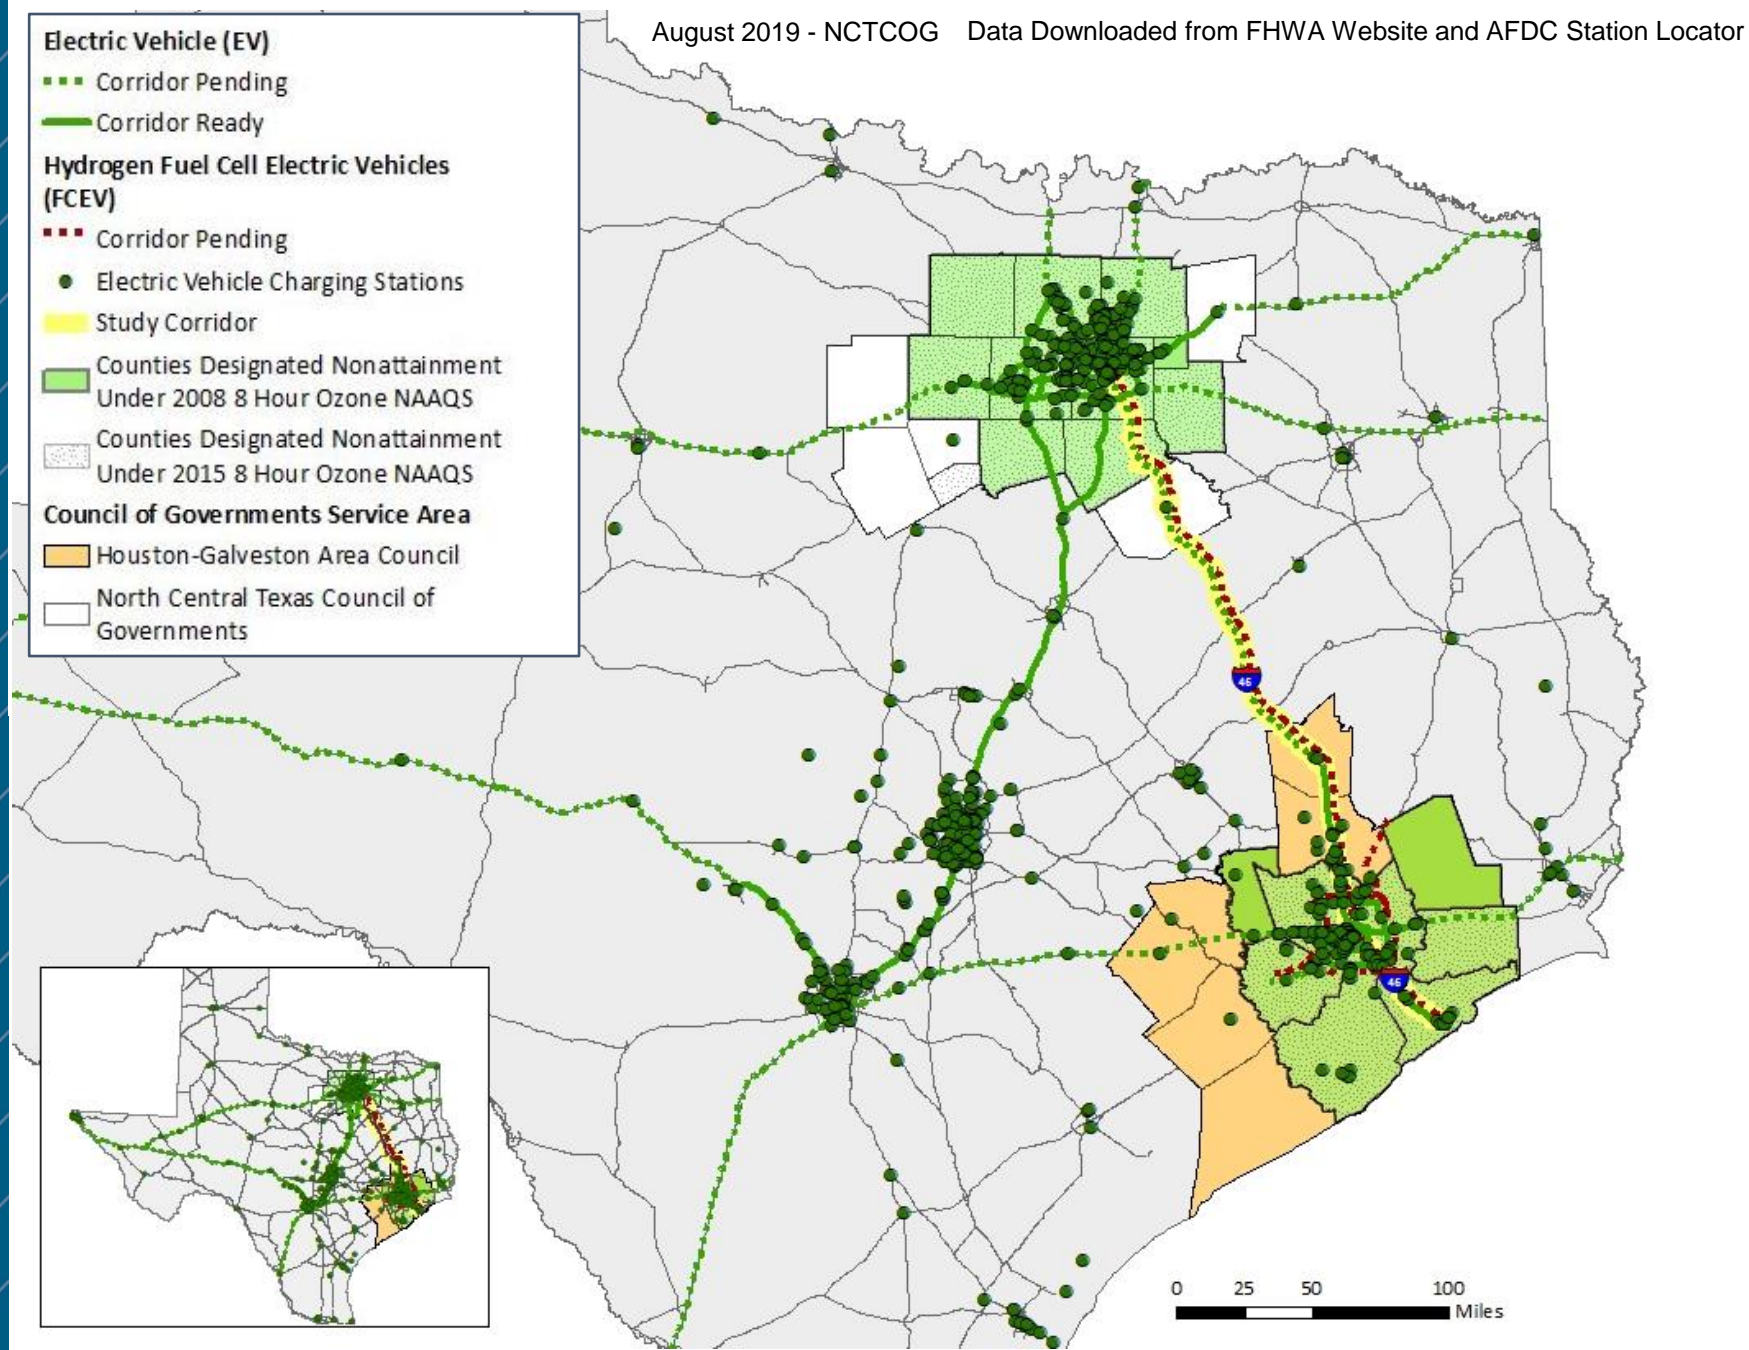 August 2019 - NCTCOG Data Downloaded from FHWA Website and AFDC Station Locator
Electric Vehicle (EV)
Corridor Pending
Corridor Ready
Hydrogen Fuel Cell Electric Vehicles
(FCEV)
Corridor Pending
Electric Vehicle Charging Stations
Study Corridor
Counties Designated Nonattainment
Under 2008 8 Hour Ozone NAAQS
Counties Designated Nonattainment
Under 2015 8 Hour Ozone NAAQS
Council of Governments Service Area
Houston-Galveston Area Council
North Central Texas Council of
Governments
45
45
0 25 50 100
Miles